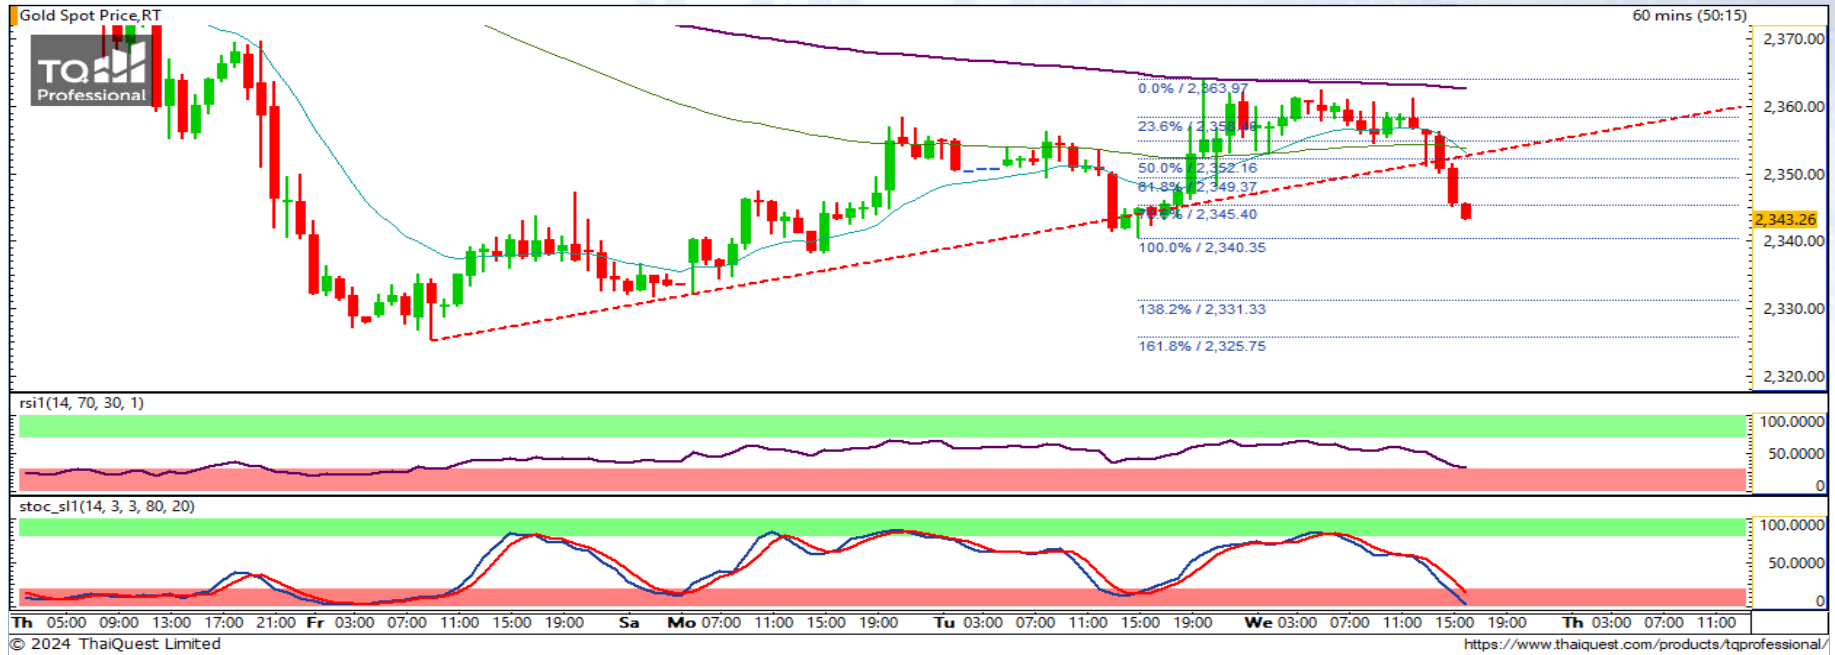 Gold Spot Price,RT
60 mins (50:15)
TQ
Professional
2,370.00
2,360.00
2,350.00
2,343.26
2,340.00
2,330.00
2,320.00
0.0% / 2,363.97
23.6% /
50.0% / 2,352.16
61.8% / 2,349.37
/ 2,345.40
100.0% / 2,340.35
138.2% / 2,331.33
161.8% / 2,325.75
rsi1(14, 70, 30, 1)
100.0000
50.0000
0
stoc_sl1(14, 3, 3, 80, 20)
100.0000
50.0000
0
Th 05:00 09:00 13:00 17:00 21:00 Fr 03:00 07:00 11:00 15:00 19:00 Sa Mo 07:00 11:00 15:00 19:00 Tu 03:00 07:00 11:00 15:00 19:00 We 03:00 07:00 11:00 15:00 19:00 Th 03:00 07:00 11:00
© 2024 ThaiQuest Limited
https://www.thaiquest.com/products/tqprofessional/